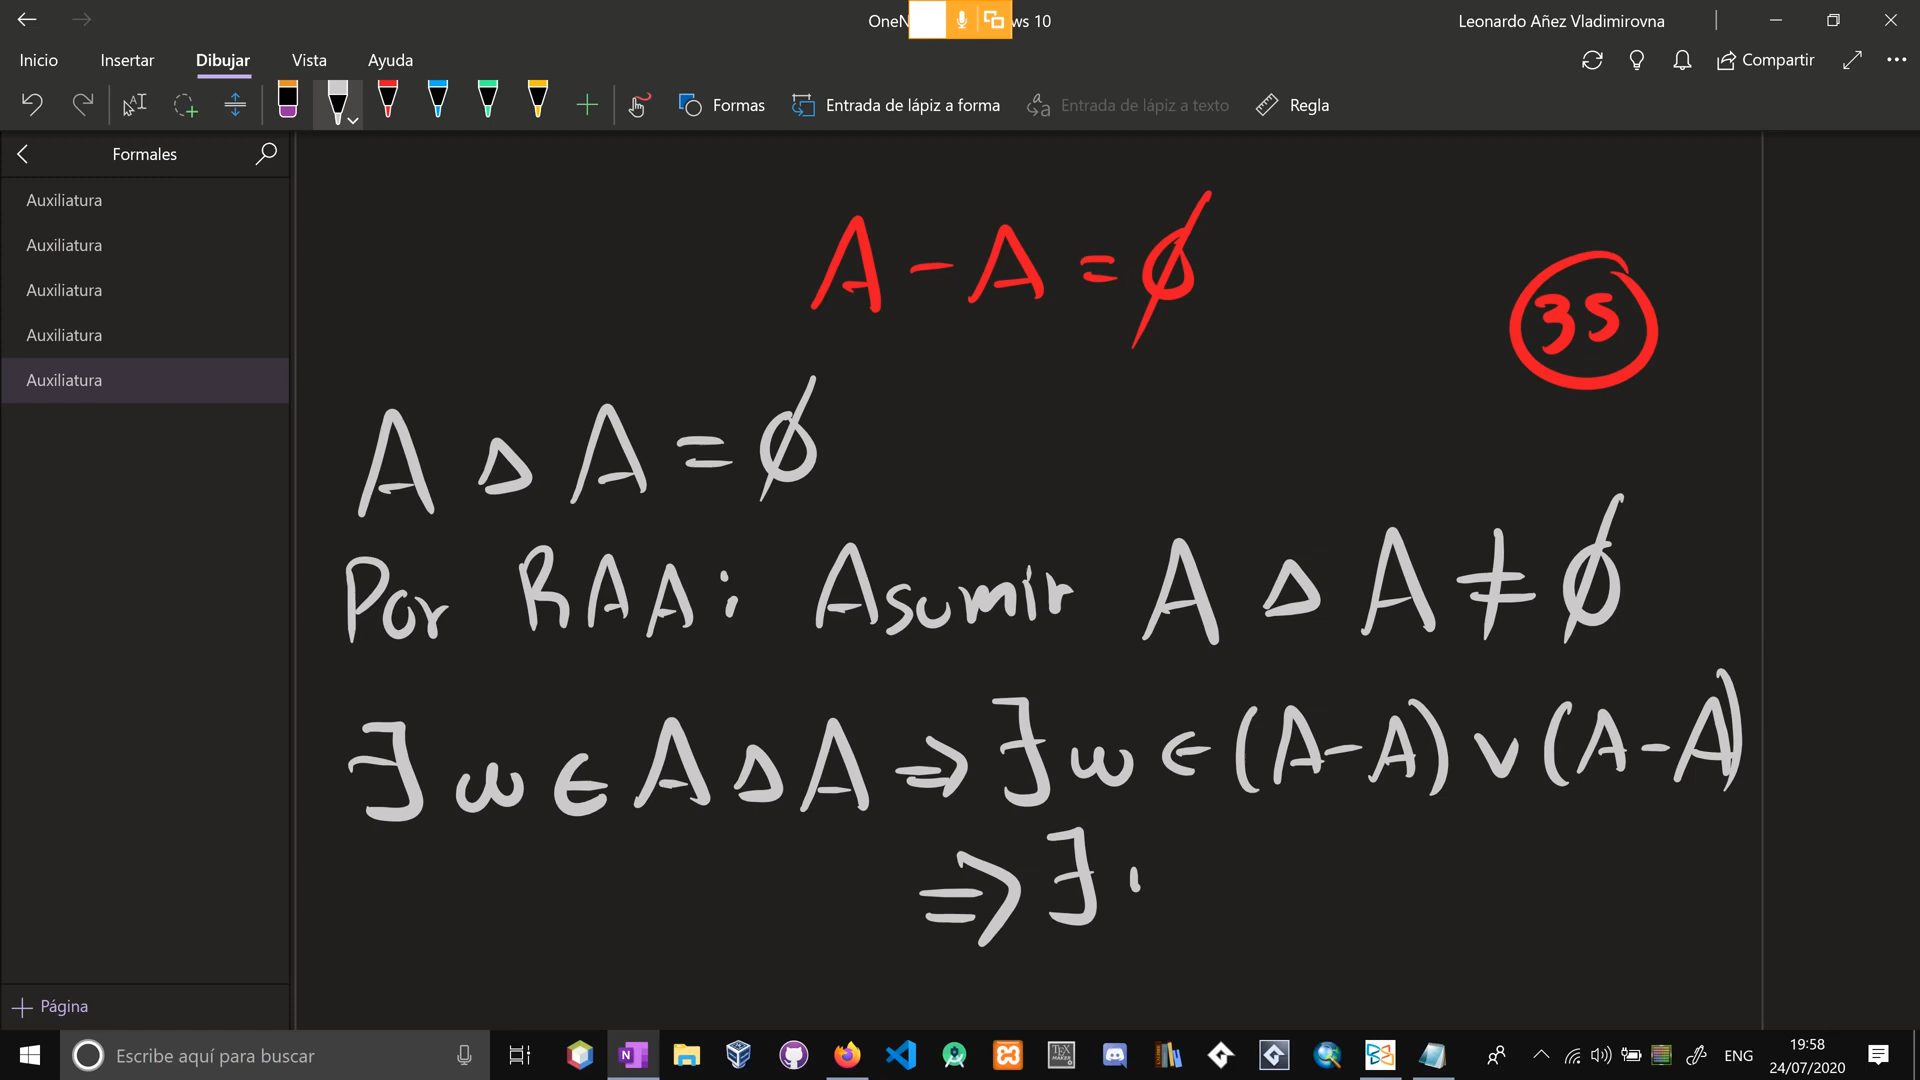 OneN ws 10
Leonardo Añez Vladimirovna
Inicio Insertar Dibujar Vista Ayuda
Compartir
Formas Entrada de lápiz a forma Entrada de lápiz a texto Regla
Formales
Auxiliatura
Auxiliatura
Auxiliatura
Auxiliatura
Auxiliatura
Página
A - A = ∅
35
A Δ A = ∅
Por RAA: Asumir A Δ A ≠ ∅
∃ w ∈ A Δ A ⇒ ∃ w ∈ (A-A) ∨ (A-A)
⇒ ∃
Escribe aquí para buscar
ENG
19:58
24/07/2020